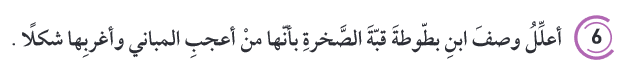 6 أعلِّلُ وصفَ ابنِ بطّوطةَ قبّةَ الصَّخرةِ بأنّها منْ أعجبِ المباني وأغربِها شكلًا .